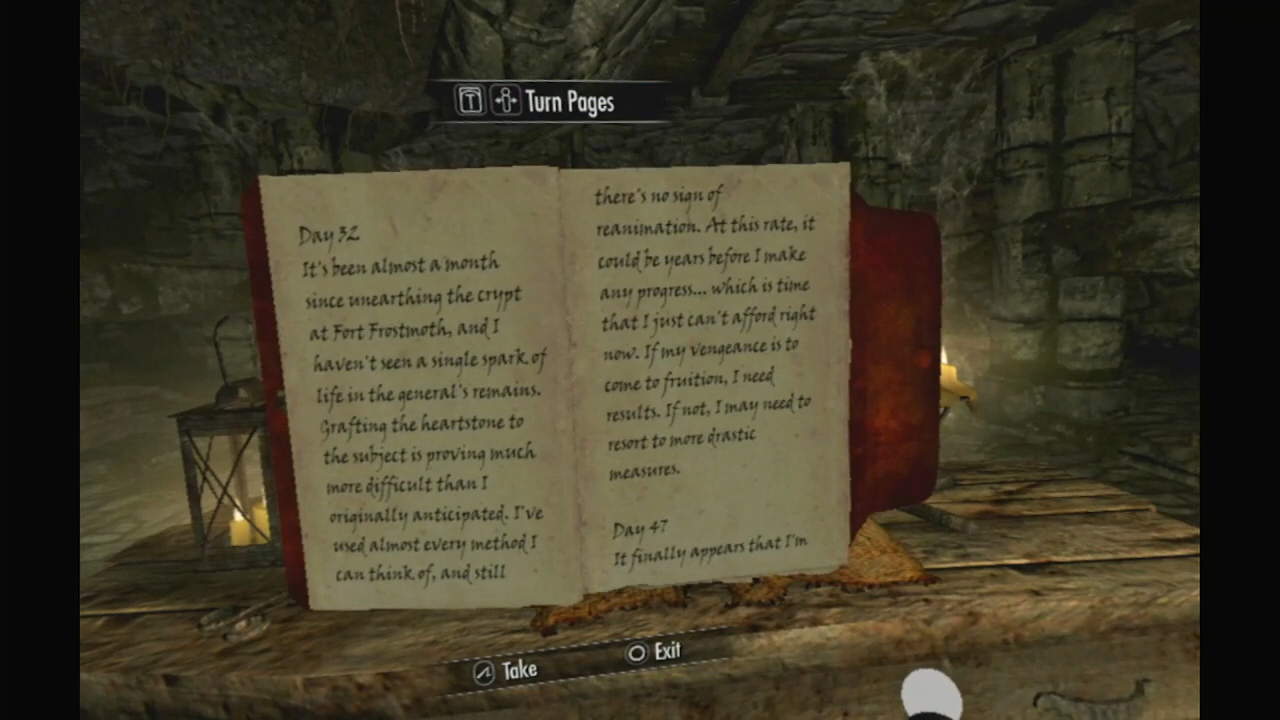 Turn Pages
Day 32
It's been almost a month
since unearthing the crypt
at Fort Frostmoth, and I
haven't seen a single spark of
life in the general's remains.
Grafting the heartstone to
the subject is proving much
more difficult than I
originally anticipated. I've
used almost every method I
can think of, and still
there's no sign of
reanimation. At this rate, it
could be years before I make
any progress... which is time
that I just can't afford right
now. If my vengeance is to
come to fruition, I need
results. If not, I may need to
resort to more drastic
measures.
Day 47
It finally appears that I'm
Take
Exit